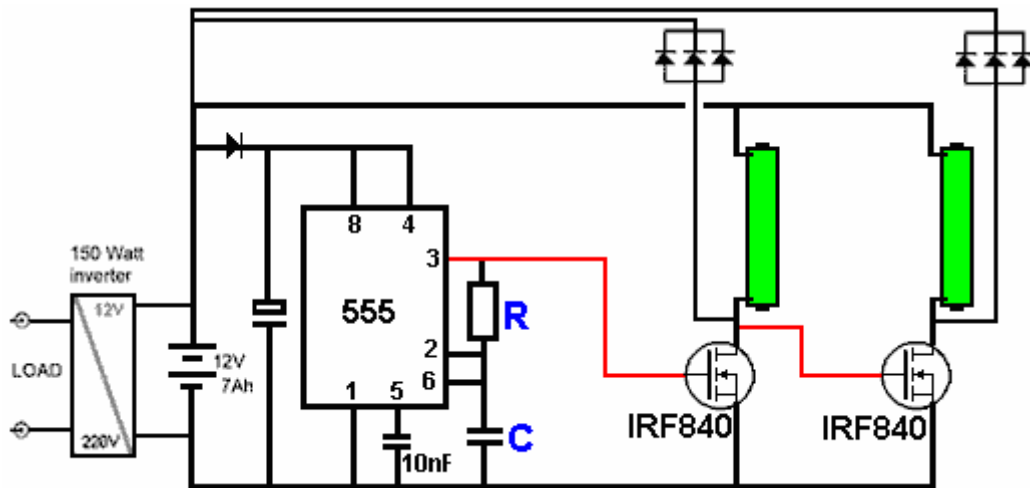 8 4
3
150 Watt
inverter
12V
555
R
12V
7Ah
2
LOAD
6
1 5
220V
10nF
C
IRF840
IRF840